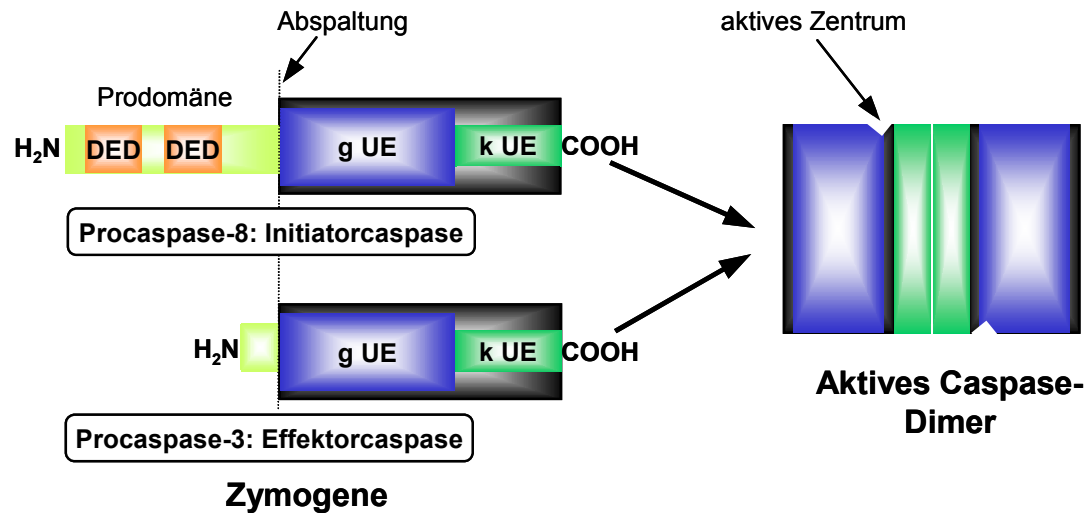 Abspaltung
aktives Zentrum
Prodomäne
H₂N DED DED g UE k UE COOH
Procaspase-8: Initiatorcaspase
H₂N g UE k UE COOH
Procaspase-3: Effektorcaspase
Zymogene
Aktives Caspase-
Dimer